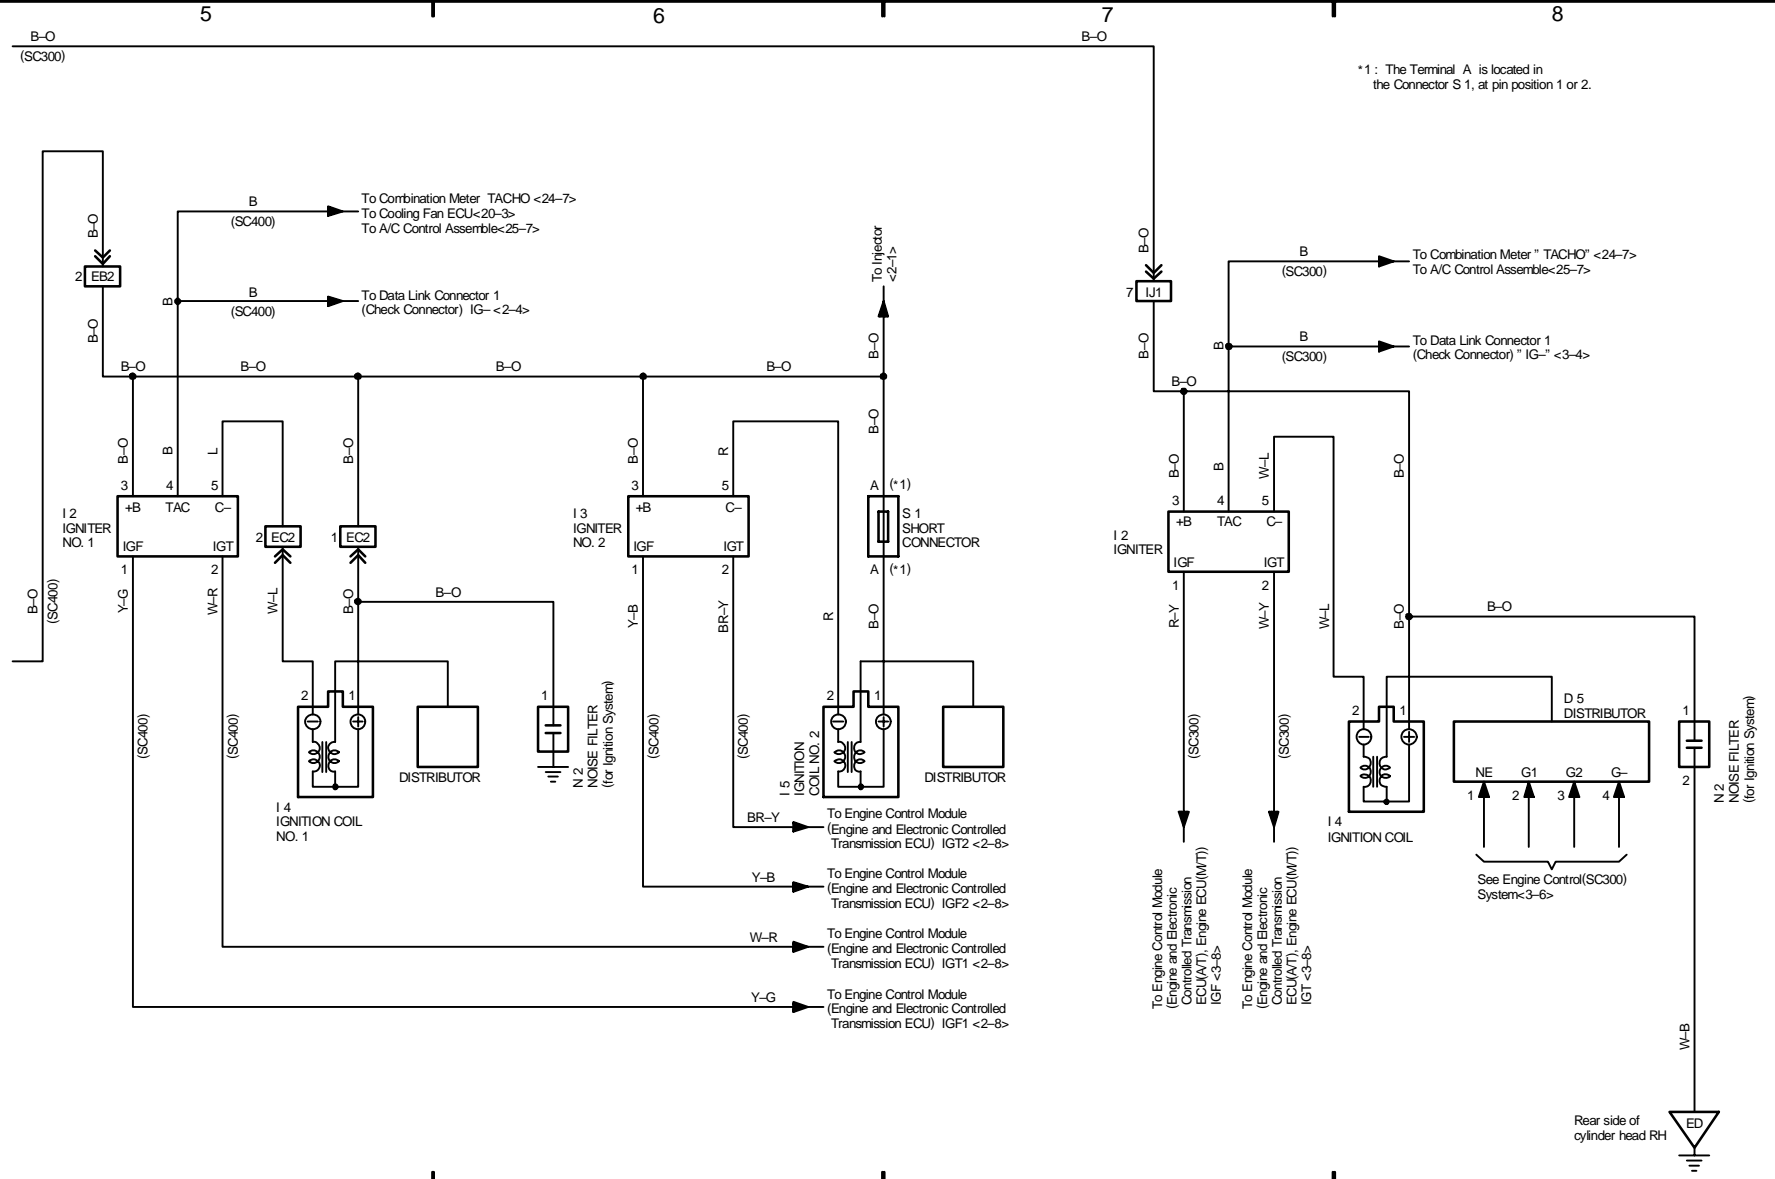 5
6
7
8
B–O
(SC300)
B–O
*1 : The Terminal A is located in
the Connector S 1, at pin position 1 or 2.
B–O
2 EB2
B–O
B
(SC400)
To Combination Meter TACHO <24–7>
To Cooling Fan ECU<20–3>
To A/C Control Assemble<25–7>
B
B
(SC400)
To Data Link Connector 1
(Check Connector) IG– <2–4>
To Injector
<2–1>
B–O
B–O
7 IJ1
B–O
B
(SC300)
To Combination Meter " TACHO" <24–7>
To A/C Control Assemble<25–7>
B
B
(SC300)
To Data Link Connector 1
(Check Connector) " IG–" <3–4>
B–O
B–O
B–O
B–O
B–O
B–O
B
L
B–O
B–O
R
B–O
B–O
B
W–L
B–O
3
4
5
+B
TAC
C–
IGF
IGT
1
2
I 2
IGNITER
NO. 1
2 EC2
1 EC2
3
5
+B
C–
IGF
IGT
1
2
I 3
IGNITER
NO. 2
A (*1)
S 1
SHORT
CONNECTOR
A (*1)
3
4
5
+B
TAC
C–
IGF
IGT
1
2
I 2
IGNITER
B–O
(SC400)
Y–G
W–R
W–L
B–O
B–O
Y–B
BR–Y
R
B–O
R–Y
W–Y
W–L
B–O
B–O
(SC400)
(SC400)
2
1
I 4
IGNITION COIL
NO. 1
DISTRIBUTOR
1
N 2
NOISE FILTER
(for Ignition System)
(SC400)
(SC400)
2
1
I 5
IGNITION
COIL NO. 2
DISTRIBUTOR
(SC300)
(SC300)
2
1
I 4
IGNITION COIL
D 5
DISTRIBUTOR
NE
G1
G2
G–
1
2
3
4
See Engine Control(SC300)
System<3–6>
1
2
N 2
NOISE FILTER
(for Ignition System)
BR–Y
To Engine Control Module
(Engine and Electronic Controlled
Transmission ECU) IGT2 <2–8>
Y–B
To Engine Control Module
(Engine and Electronic Controlled
Transmission ECU) IGF2 <2–8>
W–R
To Engine Control Module
(Engine and Electronic Controlled
Transmission ECU) IGT1 <2–8>
Y–G
To Engine Control Module
(Engine and Electronic Controlled
Transmission ECU) IGF1 <2–8>
To Engine Control Module
(Engine and Electronic
Controlled Transmission
ECU(A/T), Engine ECU(M/T))
IGF <3–8>
To Engine Control Module
(Engine and Electronic
Controlled Transmission
ECU(A/T), Engine ECU(M/T))
IGT <3–8>
W–B
Rear side of
cylinder head RH
ED